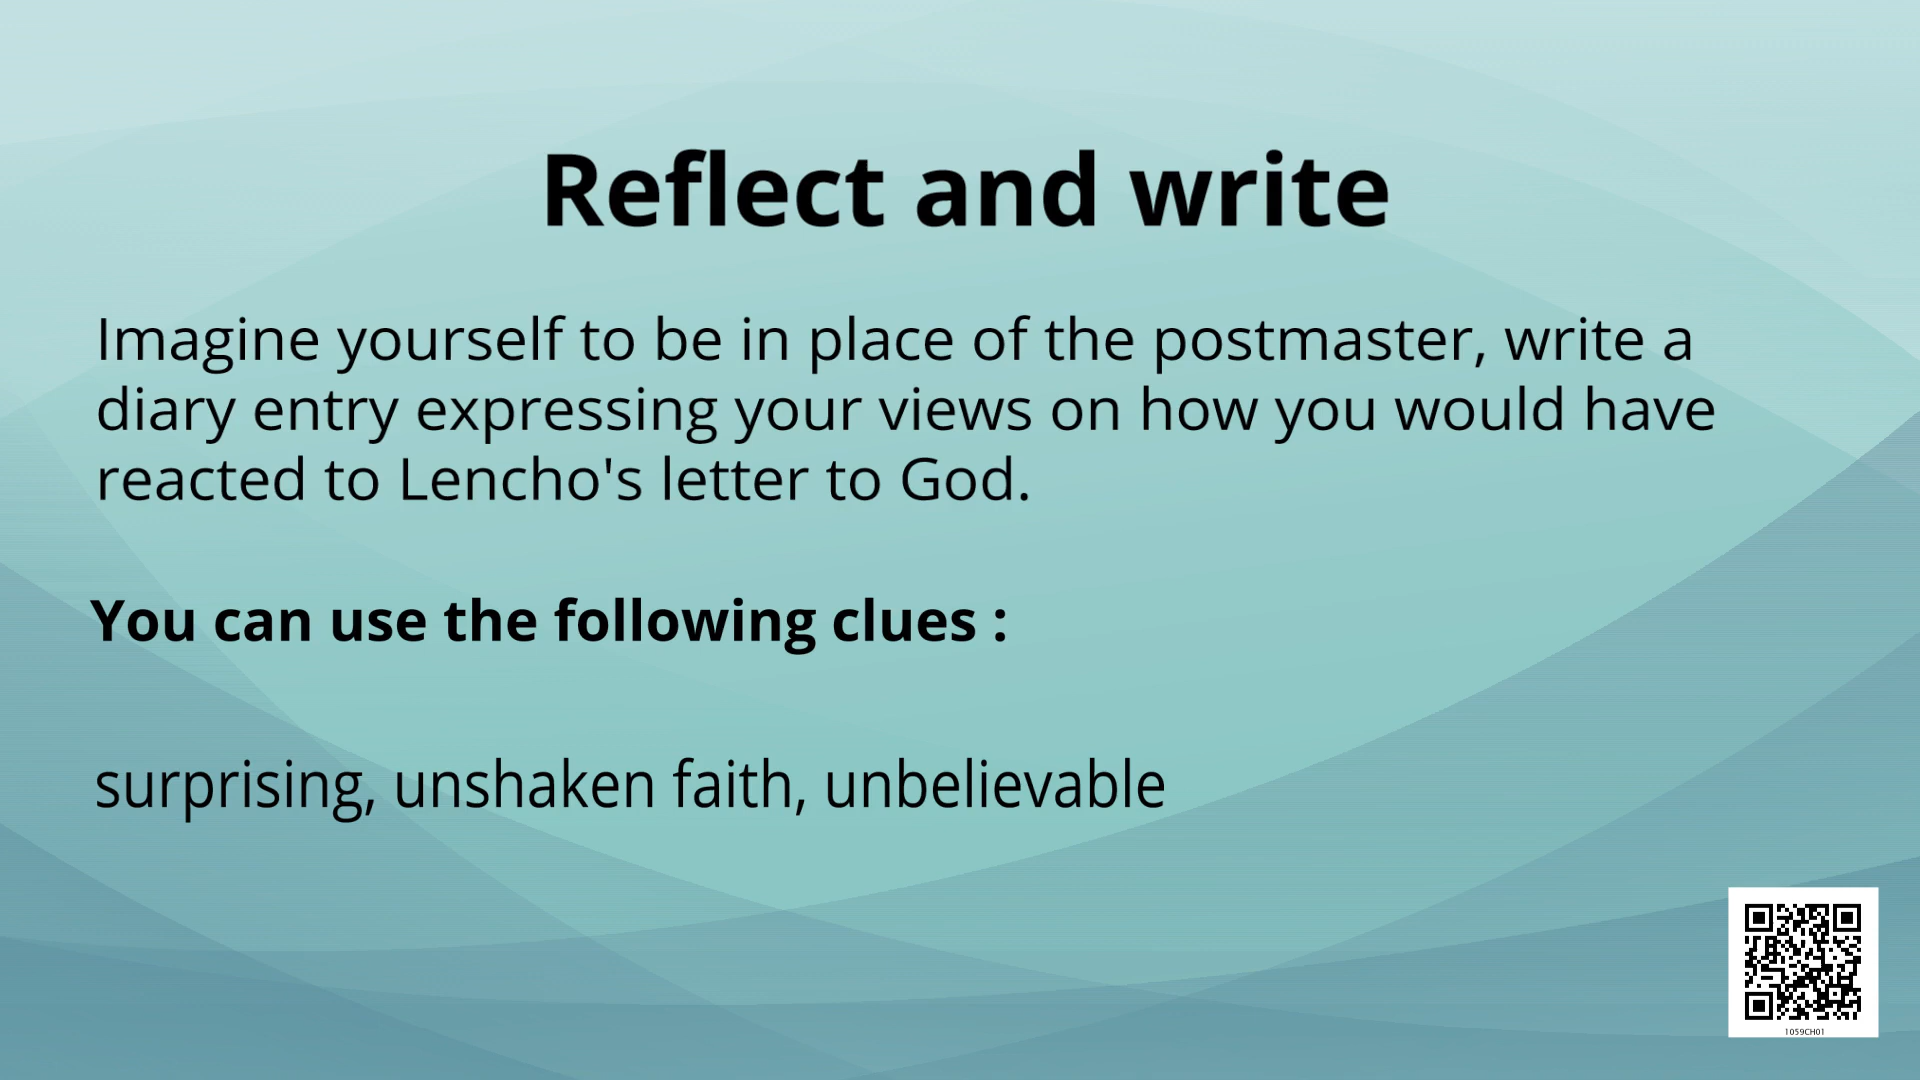 Reflect and write
Imagine yourself to be in place of the postmaster, write a
diary entry expressing your views on how you would have
reacted to Lencho's letter to God.
You can use the following clues :
surprising, unshaken faith, unbelievable
1059CH01